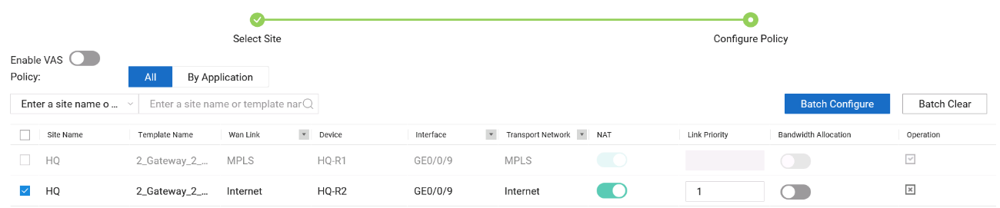 Select Site
Configure Policy
Enable VAS
Policy:
All
By Application
Enter a site name o ...
Enter a site name or template nar
Batch Configure
Batch Clear
Site Name Template Name Wan Link Device Interface Transport Network NAT Link Priority Bandwidth Allocation Operation
HQ 2_Gateway_2_... MPLS HQ-R1 GE0/0/9 MPLS
HQ 2_Gateway_2_... Internet HQ-R2 GE0/0/9 Internet 1